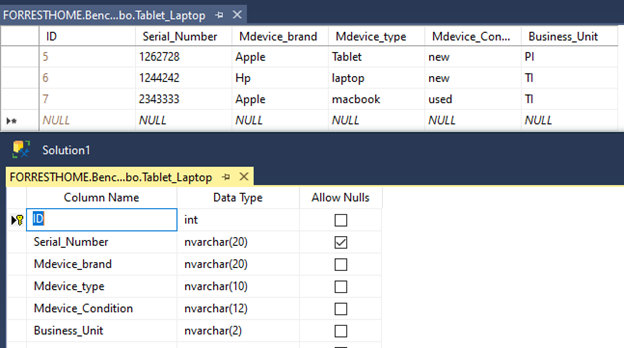 FORRESTHOME.Benc...bo.Tablet_Laptop
ID Serial_Number Mdevice_brand Mdevice_type Mdevice_Con... Business_Unit
5 1262728 Apple Tablet new PI
6 1244242 Hp laptop new TI
7 2343333 Apple macbook used TI
NULL NULL NULL NULL NULL NULL
Solution1
FORRESTHOME.Benc...bo.Tablet_Laptop
Column Name Data Type Allow Nulls
ID int
Serial_Number nvarchar(20)
Mdevice_brand nvarchar(20)
Mdevice_type nvarchar(10)
Mdevice_Condition nvarchar(12)
Business_Unit nvarchar(2)